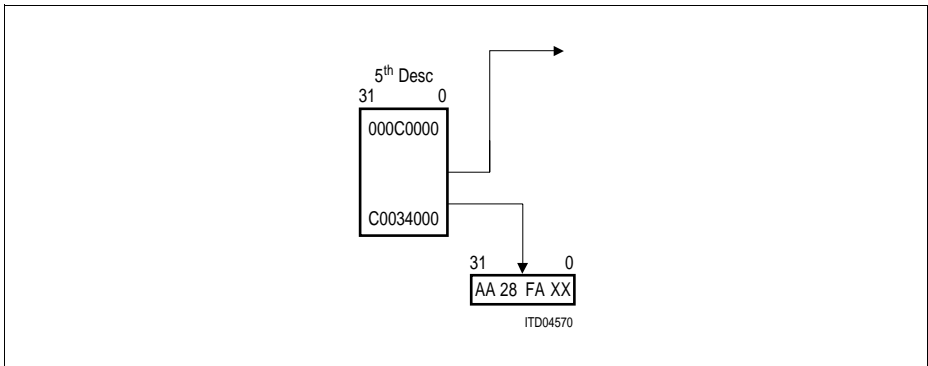 5th Desc
31 0
000C0000
C0034000
31 0
AA 28 FA XX
ITD04570